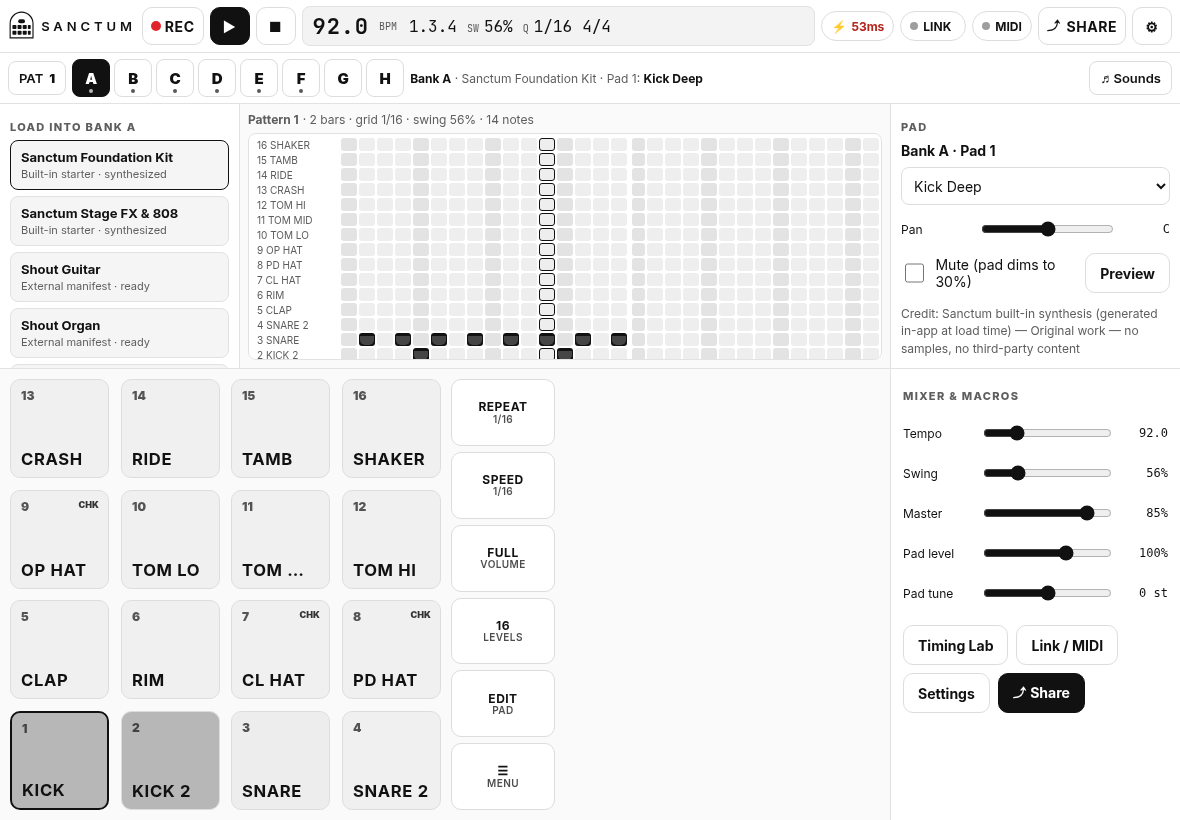 SANCTUM
REC
92.0 BPM 1.3.4 SW 56% Q 1/16 4/4
⚡ 53ms
LINK
MIDI
SHARE
PAT 1
A
B
C
D
E
F
G
H
Bank A · Sanctum Foundation Kit · Pad 1: Kick Deep
♬ Sounds
LOAD INTO BANK A
Sanctum Foundation Kit
Built-in starter · synthesized
Sanctum Stage FX & 808
Built-in starter · synthesized
Shout Guitar
External manifest · ready
Shout Organ
External manifest · ready
Pattern 1 · 2 bars · grid 1/16 · swing 56% · 14 notes
16 SHAKER
15 TAMB
14 RIDE
13 CRASH
12 TOM HI
11 TOM MID
10 TOM LO
9 OP HAT
8 PD HAT
7 CL HAT
6 RIM
5 CLAP
4 SNARE 2
3 SNARE
2 KICK 2
PAD
Bank A · Pad 1
Kick Deep
Pan
C
Mute (pad dims to
30%)
Preview
Credit: Sanctum built-in synthesis (generated
in-app at load time) — Original work — no
samples, no third-party content
13
CRASH
14
RIDE
15
TAMB
16
SHAKER
9 CHK
OP HAT
10
TOM LO
11
TOM ...
12
TOM HI
5
CLAP
6
RIM
7 CHK
CL HAT
8 CHK
PD HAT
1
KICK
2
KICK 2
3
SNARE
4
SNARE 2
REPEAT
1/16
SPEED
1/16
FULL
VOLUME
16
LEVELS
EDIT
PAD
☰
MENU
MIXER & MACROS
Tempo 92.0
Swing 56%
Master 85%
Pad level 100%
Pad tune 0 st
Timing Lab
Link / MIDI
Settings
Share